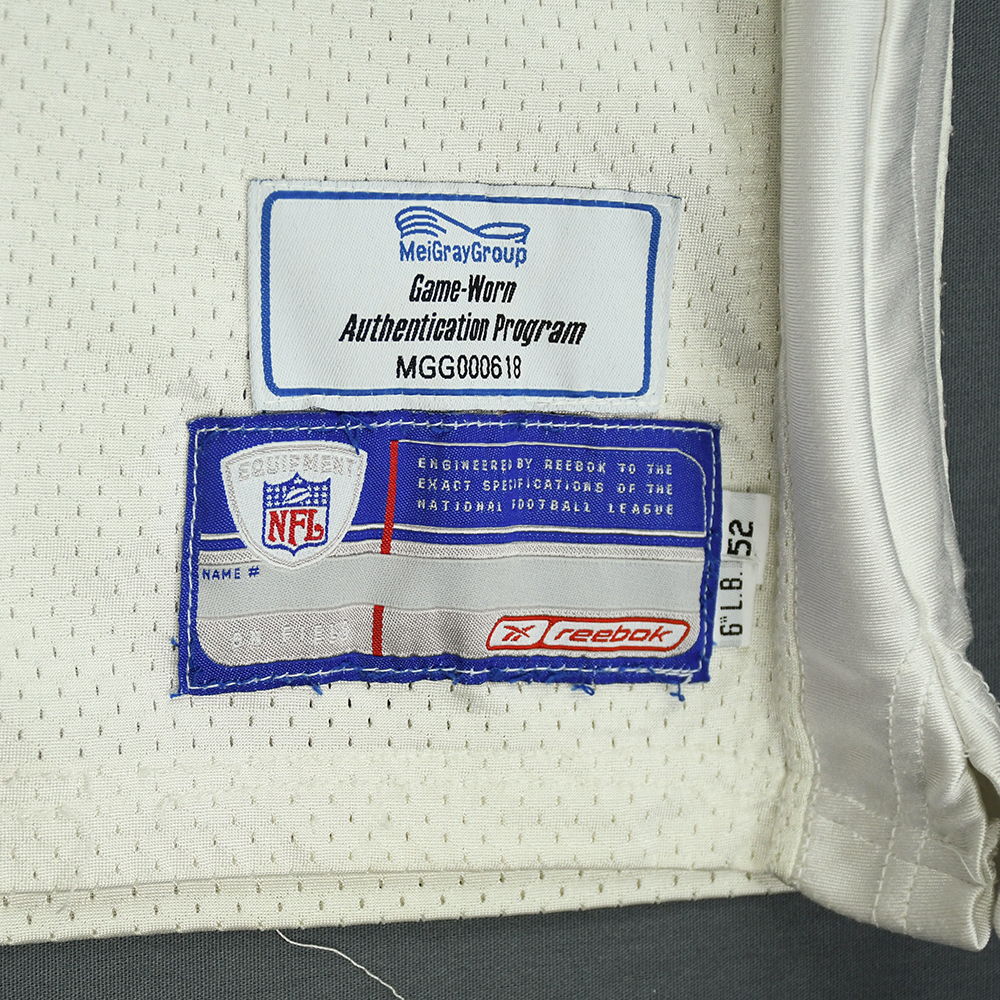 MeiGrayGroup
Game-Worn
Authentication Program
MGG000618
EQUIPMENT
NFL
ENGINEERED BY REEBOK TO THE
EXACT SPECIFICATIONS OF THE
NATIONAL FOOTBALL LEAGUE
NAME #
reebok
6" L.B. 52